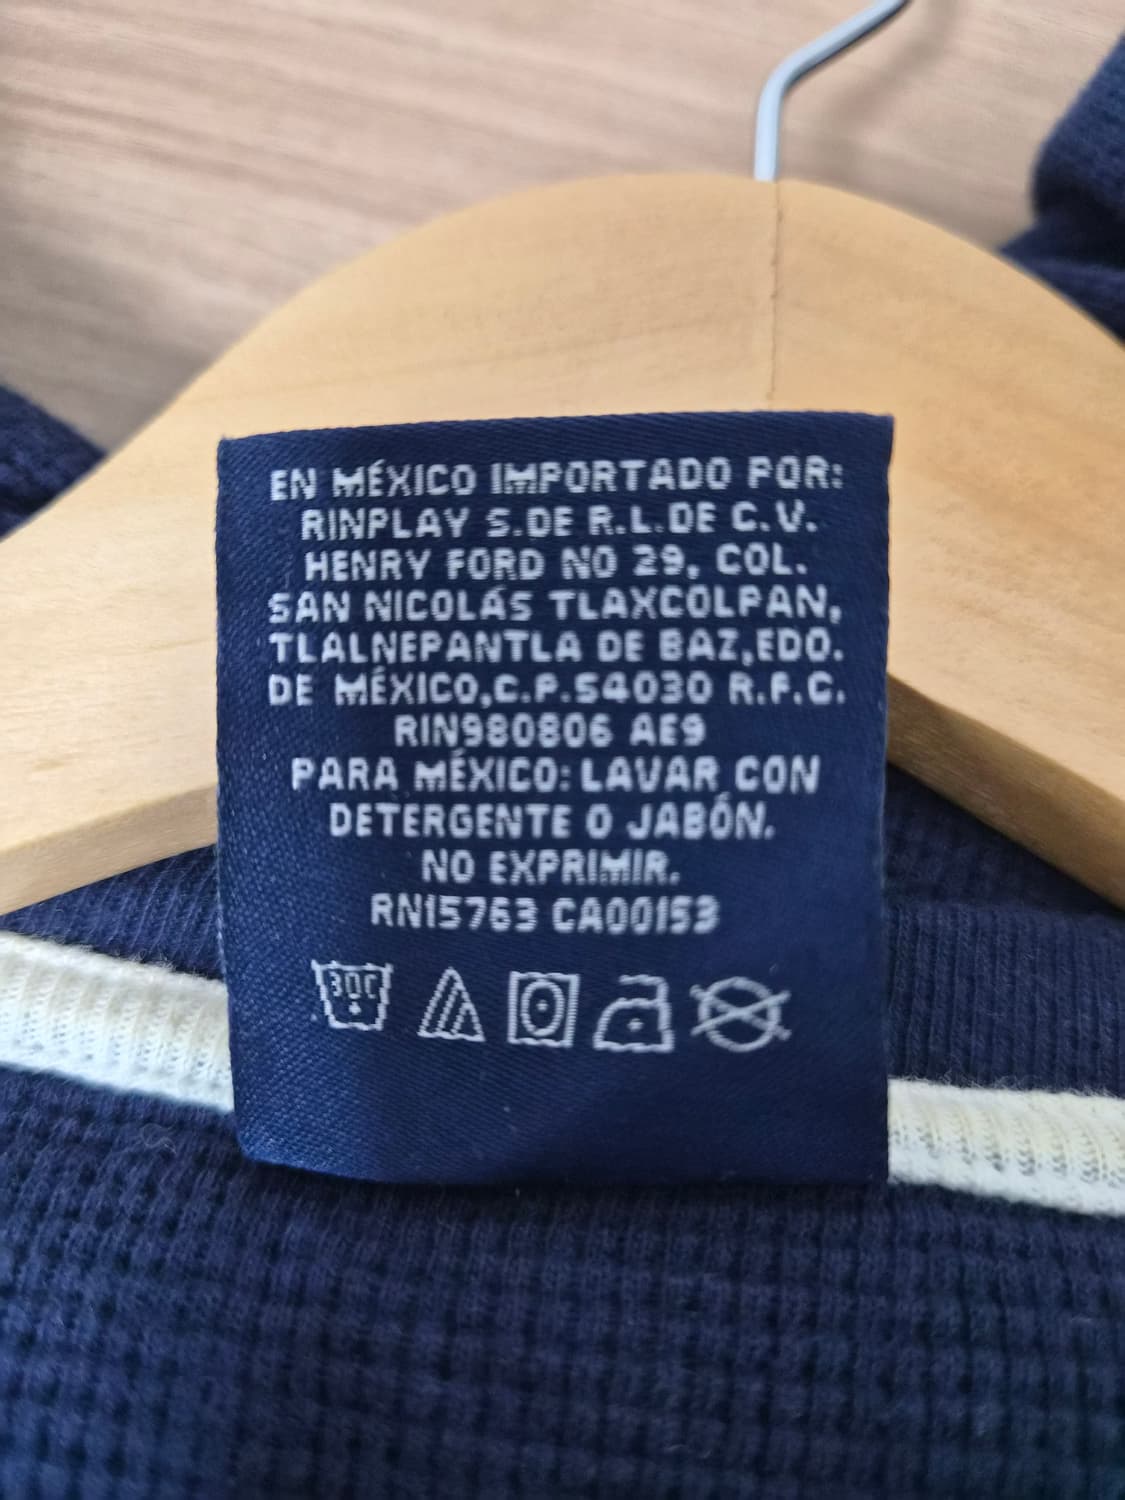 EN MÉXICO IMPORTADO POR:
RINPLAY S.DE R.L.DE C.V.
HENRY FORD NO 29, COL.
SAN NICOLÁS TLAXCOLPAN,
TLALNEPANTLA DE BAZ,EDO.
DE MÉXICO,C.P.54030 R.F.C.
RIN980806 AE9
PARA MÉXICO: LAVAR CON
DETERGENTE O JABÓN.
NO EXPRIMIR.
RN15763 CA00153
30C